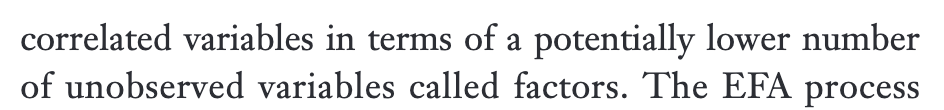 correlated variables in terms of a potentially lower number
of unobserved variables called factors. The EFA process